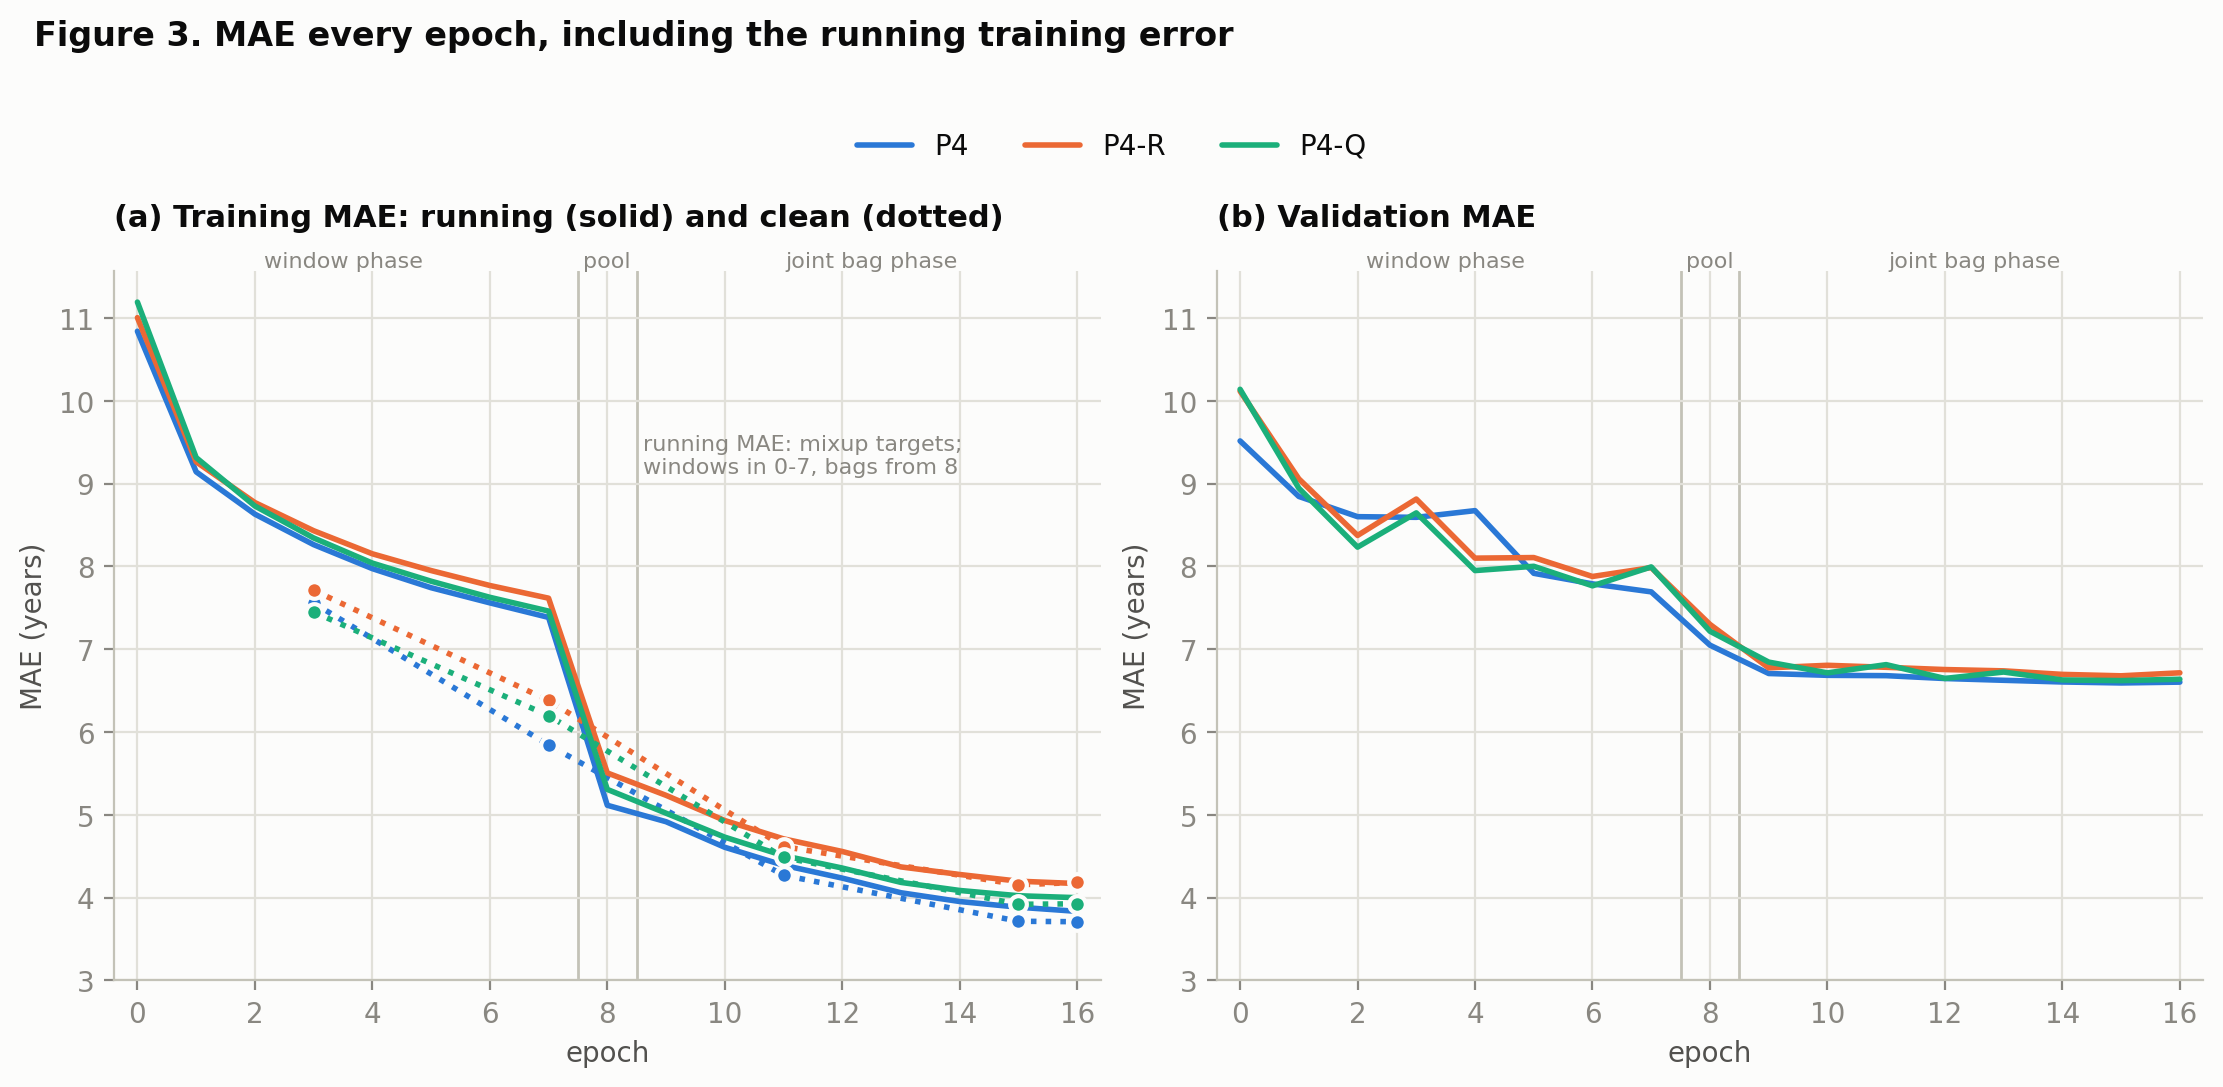 Figure 3. MAE every epoch, including the running training error
P4
P4-R
P4-Q
(a) Training MAE: running (solid) and clean (dotted)
window phase
pool
joint bag phase
running MAE: mixup targets;
windows in 0-7, bags from 8
MAE (years)
11
10
9
8
7
6
5
4
3
0 2 4 6 8 10 12 14 16
epoch
(b) Validation MAE
window phase
pool
joint bag phase
MAE (years)
11
10
9
8
7
6
5
4
3
0 2 4 6 8 10 12 14 16
epoch